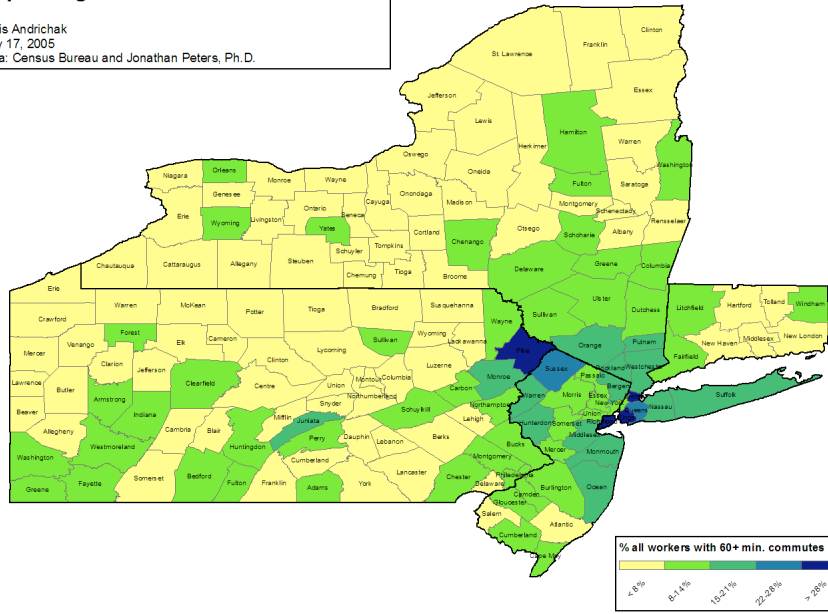 is Andrichak
17, 2005
a: Census Bureau and Jonathan Peters, Ph.D.
Clinton
Franklin
St. Lawrence
Essex
Jefferson
Lewis
Hamilton
Herkimer
Warren
Washington
Oswego
Oneida
Fulton
Saratoga
Niagara
Orleans
Monroe
Wayne
Genesee
Onondaga
Madison
Montgomery
Schenectady
Rensselaer
Erie
Wyoming
Livingston
Ontario
Yates
Seneca
Cayuga
Cortland
Chenango
Otsego
Schoharie
Albany
Chautauqua
Cattaraugus
Allegany
Steuben
Schuyler
Tompkins
Chemung
Tioga
Broome
Delaware
Greene
Columbia
Sullivan
Ulster
Dutchess
Orange
Putnam
Rockland
Westchester
Litchfield
Hartford
Tolland
Windham
Fairfield
New Haven
Middlesex
New London
Suffolk
Nassau
Queens
Erie
Crawford
Warren
McKean
Potter
Tioga
Bradford
Susquehanna
Wayne
Forest
Elk
Cameron
Sullivan
Wyoming
Lackawanna
Pike
Mercer
Venango
Clarion
Jefferson
Clinton
Lycoming
Luzerne
Monroe
Lawrence
Butler
Armstrong
Clearfield
Centre
Union
Montour
Columbia
Northumberland
Carbon
Snyder
Schuylkill
Northampton
Beaver
Allegheny
Indiana
Cambria
Blair
Huntingdon
Mifflin
Juniata
Perry
Dauphin
Lebanon
Berks
Lehigh
Bucks
Washington
Westmoreland
Cumberland
Montgomery
Greene
Fayette
Somerset
Bedford
Fulton
Franklin
Adams
York
Lancaster
Chester
Delaware
Philadelphia
Sussex
Passaic
Bergen
Warren
Morris
Essex
New York
Union
Hunterdon
Somerset
Middlesex
Mercer
Monmouth
Ocean
Burlington
Camden
Gloucester
Salem
Atlantic
Cumberland
Cape May
% all workers with 60+ min. commutes
< 8%
8-14%
15-21%
22-28%
> 28%